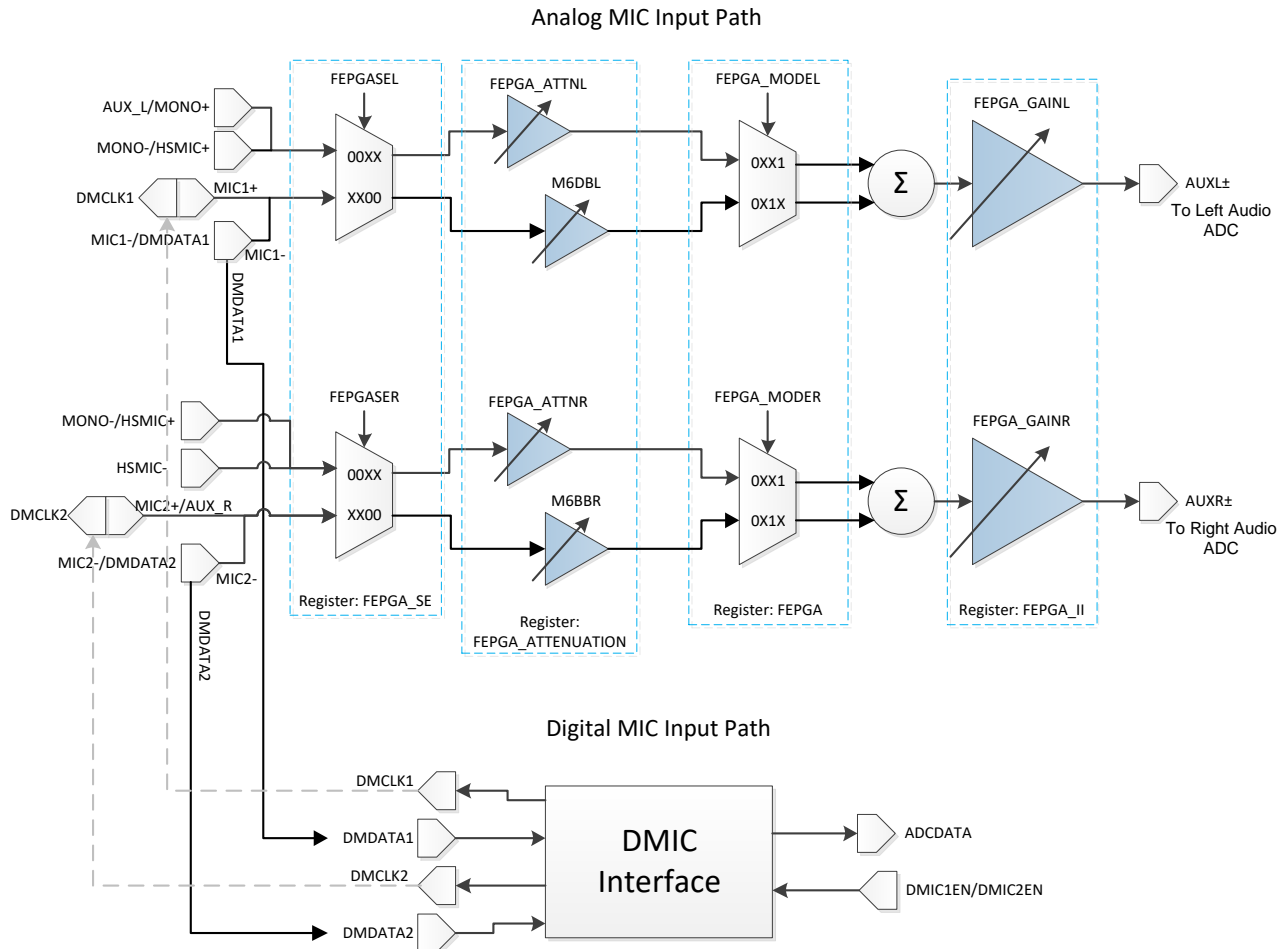 Analog MIC Input Path
FEPGASEL
FEPGA_ATTNL
FEPGA_MODEL
FEPGA_GAINL
AUX_L/MONO+
MONO-/HSMIC+
00XX
XX00
M6DBL
0XX1
0X1X
Σ
AUXL±
To Left Audio
ADC
DMCLK1
MIC1+
MIC1-/DMDATA1
MIC1-
DMDATA1
FEPGASER
FEPGA_ATTNR
FEPGA_MODER
FEPGA_GAINR
MONO-/HSMIC+
HSMIC-
00XX
XX00
M6BBR
0XX1
0X1X
Σ
AUXR±
To Right Audio
ADC
DMCLK2
MIC2+/AUX_R
MIC2-/DMDATA2
MIC2-
DMDATA2
Register: FEPGA_SE
Register:
FEPGA_ATTENUATION
Register: FEPGA
Register: FEPGA_II
Digital MIC Input Path
DMCLK1
DMDATA1
DMCLK2
DMDATA2
DMIC
Interface
ADCDATA
DMIC1EN/DMIC2EN